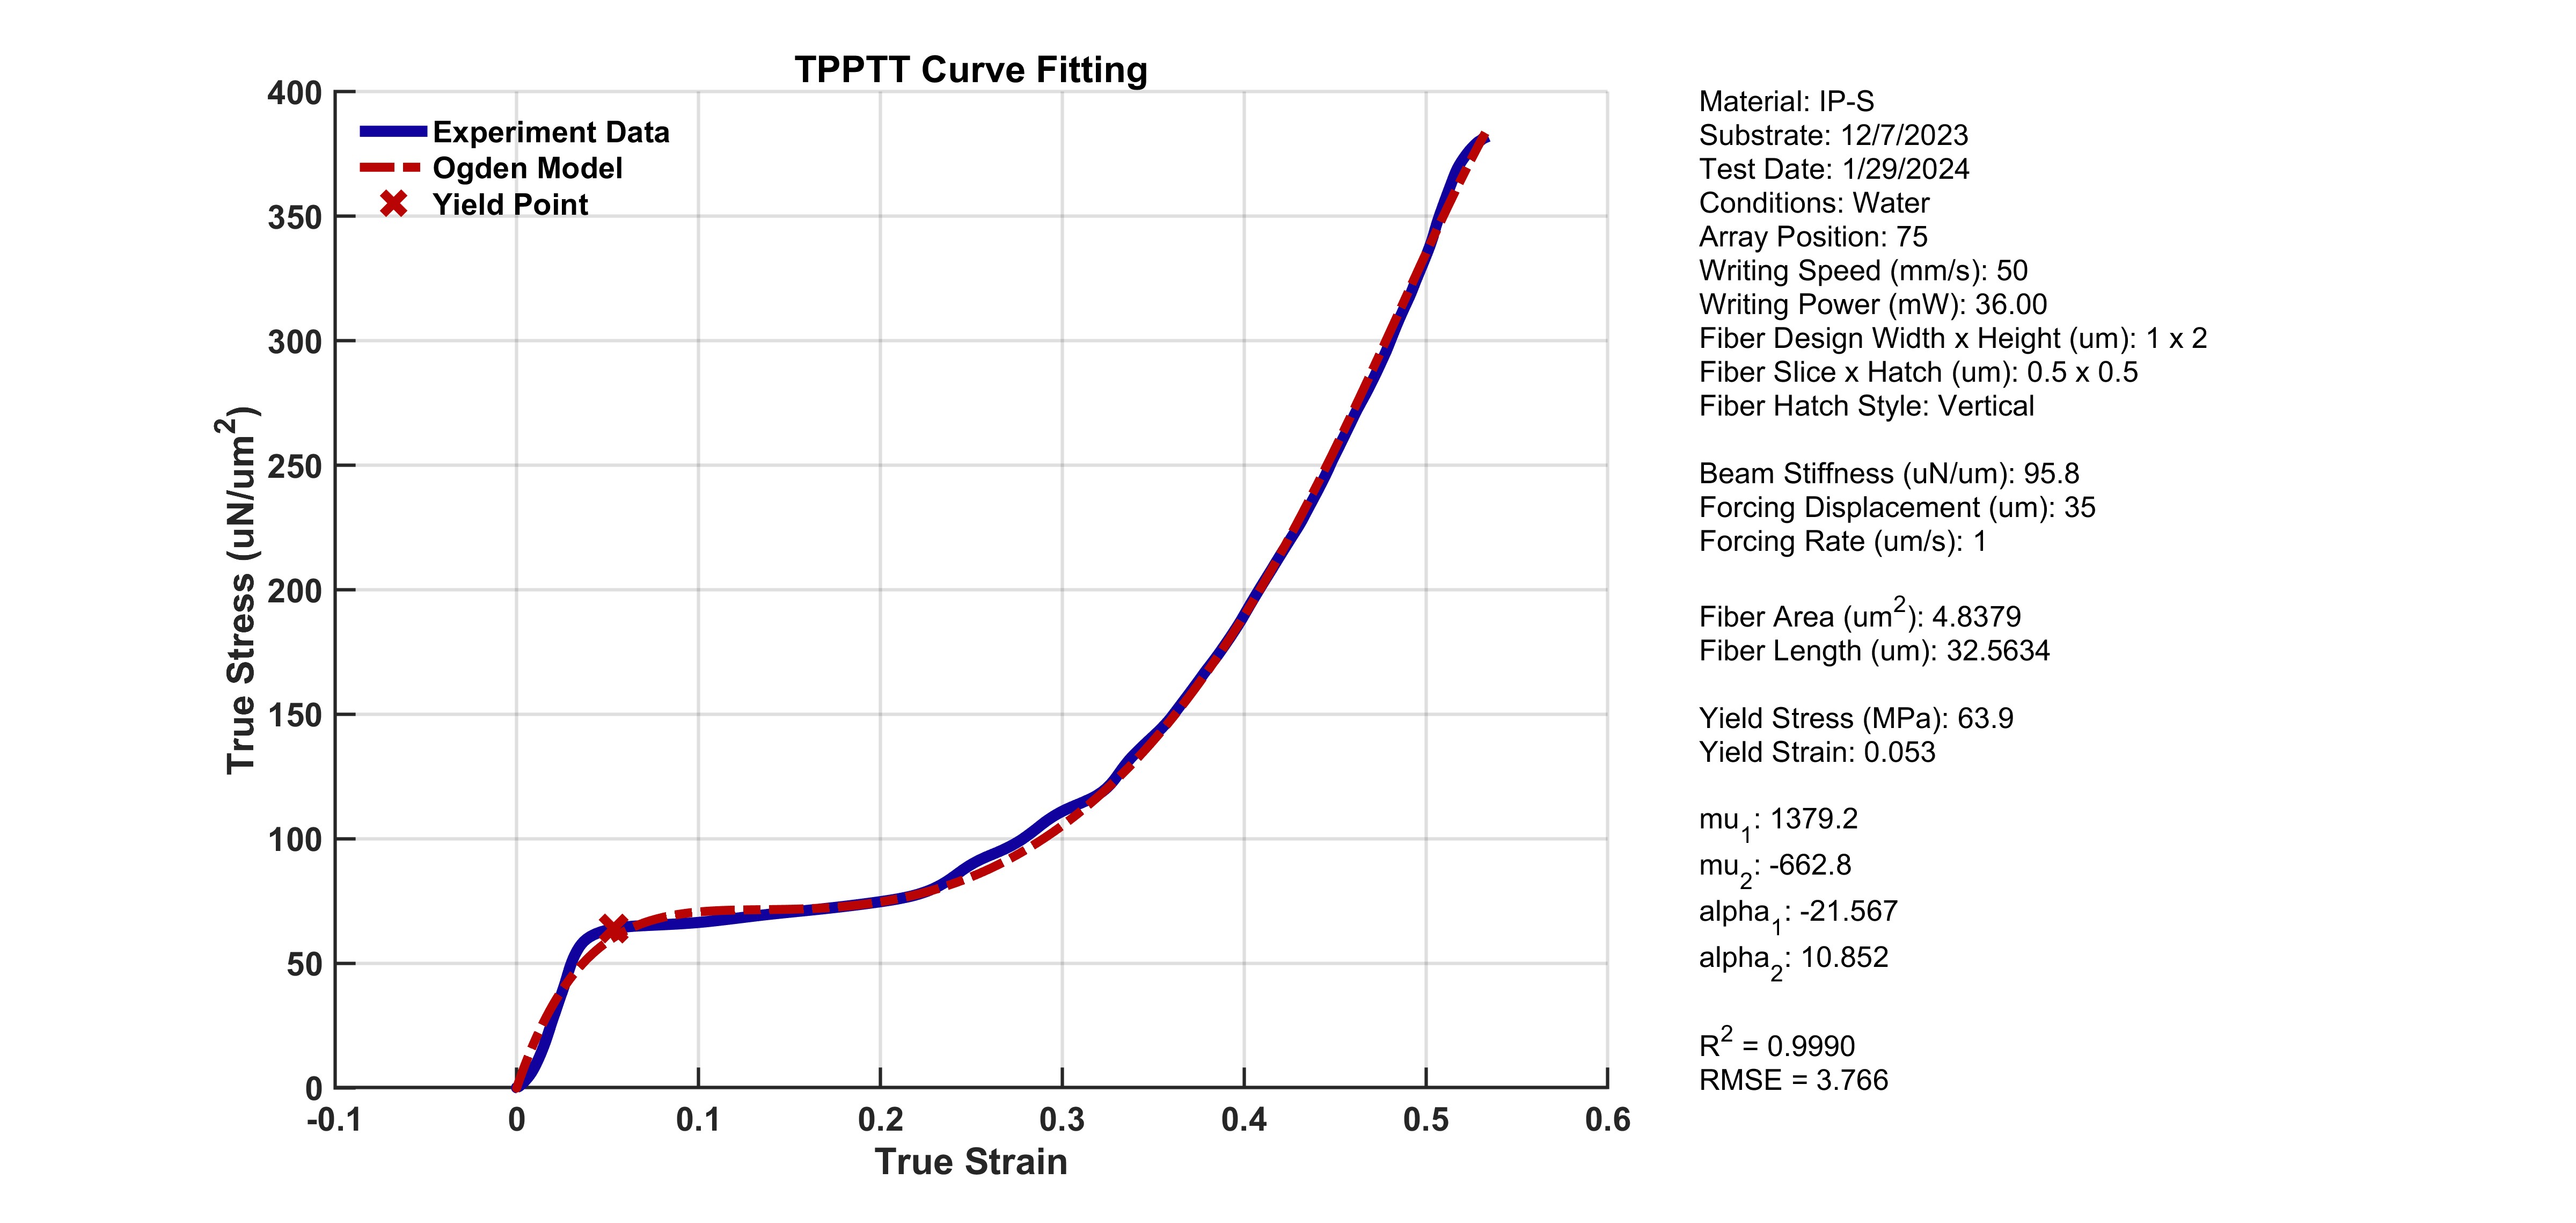 TPPTT Curve Fitting
Experiment Data
Ogden Model
Yield Point
400
350
300
250
200
150
100
50
0
True Stress (uN/um²)
-0.1
0
0.1
0.2
0.3
0.4
0.5
0.6
True Strain
Material: IP-S
Substrate: 12/7/2023
Test Date: 1/29/2024
Conditions: Water
Array Position: 75
Writing Speed (mm/s): 50
Writing Power (mW): 36.00
Fiber Design Width x Height (um): 1 x 2
Fiber Slice x Hatch (um): 0.5 x 0.5
Fiber Hatch Style: Vertical
Beam Stiffness (uN/um): 95.8
Forcing Displacement (um): 35
Forcing Rate (um/s): 1
Fiber Area (um²): 4.8379
Fiber Length (um): 32.5634
Yield Stress (MPa): 63.9
Yield Strain: 0.053
mu₁: 1379.2
mu₂: -662.8
alpha₁: -21.567
alpha₂: 10.852
R² = 0.9990
RMSE = 3.766